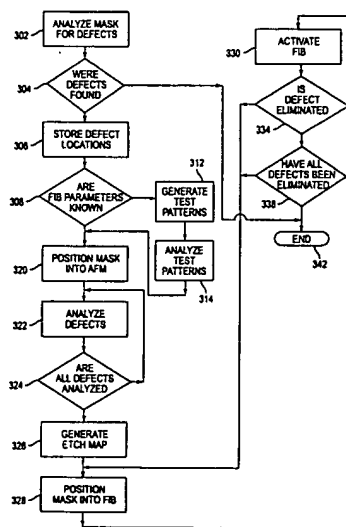 302
ANALYZE MASK
FOR DEFECTS
304
WERE
DEFECTS
FOUND
306
STORE DEFECT
LOCATIONS
308
ARE
FIB PARAMETERS
KNOWN
312
GENERATE
TEST
PATTERNS
ANALYZE
TEST
PATTERNS
314
320
POSITION MASK
INTO AFM
322
ANALYZE
DEFECTS
324
ARE
ALL DEFECTS
ANALYZED
326
GENERATE
ETCH MAP
328
POSITION
MASK INTO FIB
330
ACTIVATE
FIB
IS
DEFECT
ELIMINATED
334
HAVE ALL
DEFECTS BEEN
ELIMINATED
338
END
342